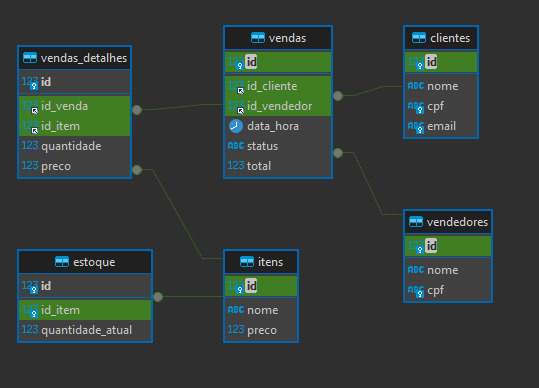 vendas_detalhes
123 id
123 id_venda
123 id_item
123 quantidade
123 preco
vendas
123 id
123 id_cliente
123 id_vendedor
data_hora
ABC status
123 total
clientes
123 id
ABC nome
ABC cpf
ABC email
vendedores
123 id
ABC nome
ABC cpf
estoque
123 id
123 id_item
123 quantidade_atual
itens
123 id
ABC nome
123 preco